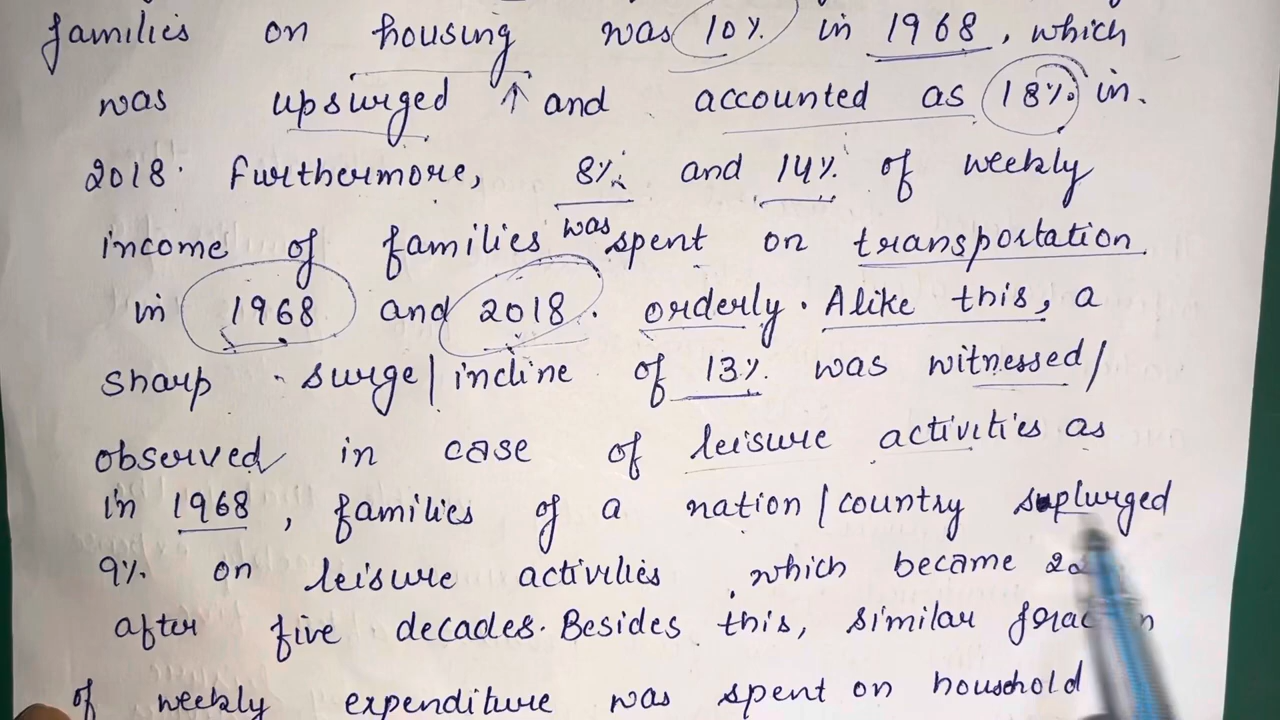 families on housing was 10% in 1968, which
was upsurged ↑ and accounted as 18% in
2018. Furthermore, 8% and 14% of weekly
income of families was spent on transportation
in 1968 and 2018. orderly. Alike this, a
sharp surge/incline of 13% was witnessed/
observed in case of leisure activities as
in 1968, families of a nation/country splurged
9% on leisure activities which became
after five decades. Besides this, similar
of weekly expenditure was spent on household